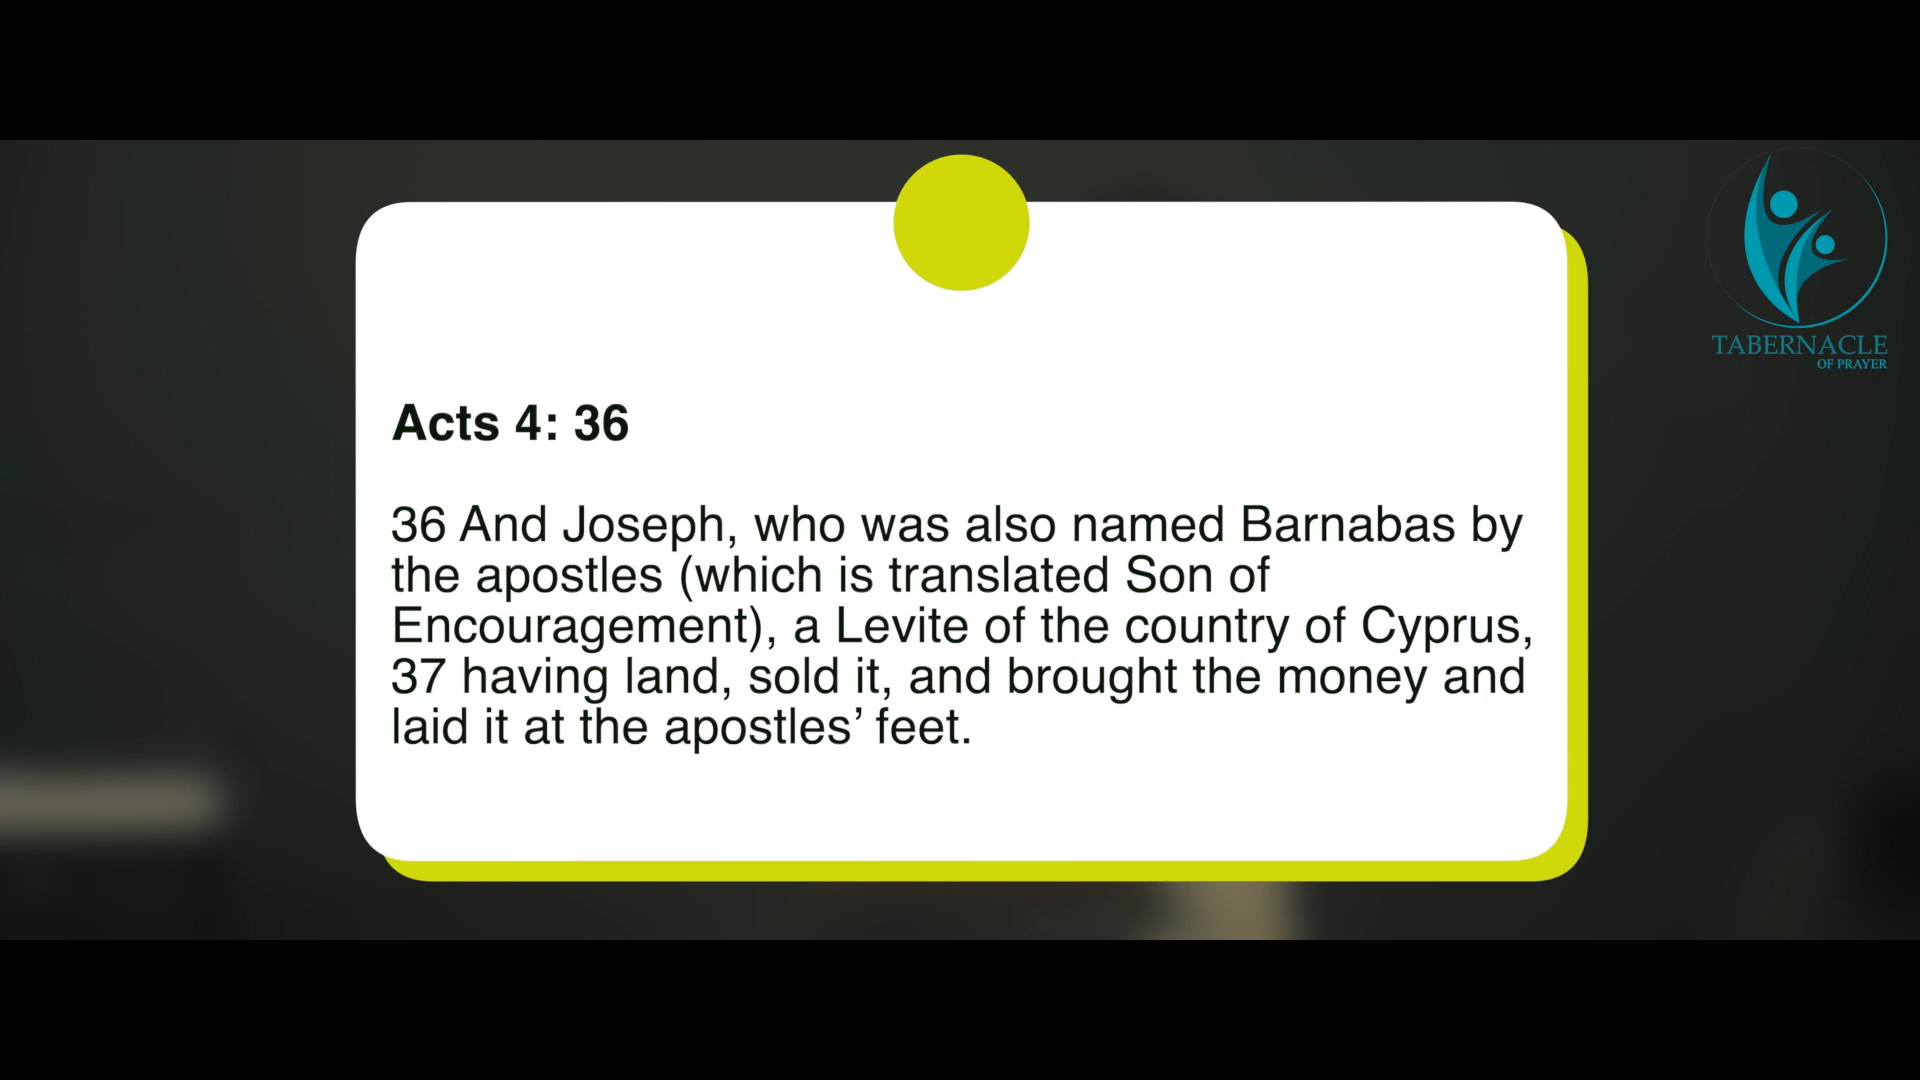 TABERNACLE
OF PRAYER
Acts 4: 36
36 And Joseph, who was also named Barnabas by
the apostles (which is translated Son of
Encouragement), a Levite of the country of Cyprus,
37 having land, sold it, and brought the money and
laid it at the apostles’ feet.